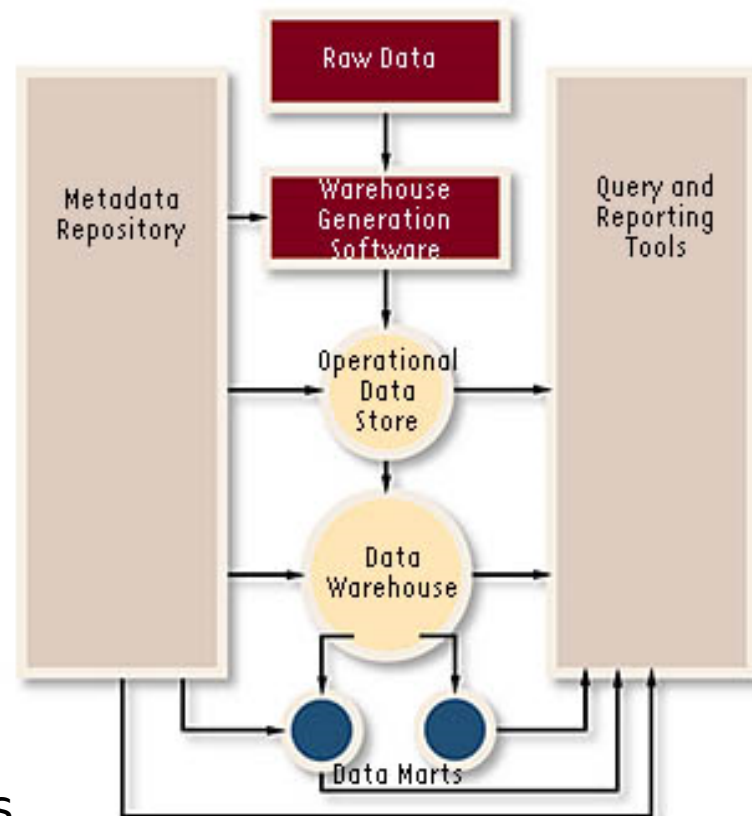 Raw Data
Metadata
Repository
Warehouse
Generation
Software
Query and
Reporting
Tools
Operational
Data
Store
Data
Warehouse
Data Marts
s